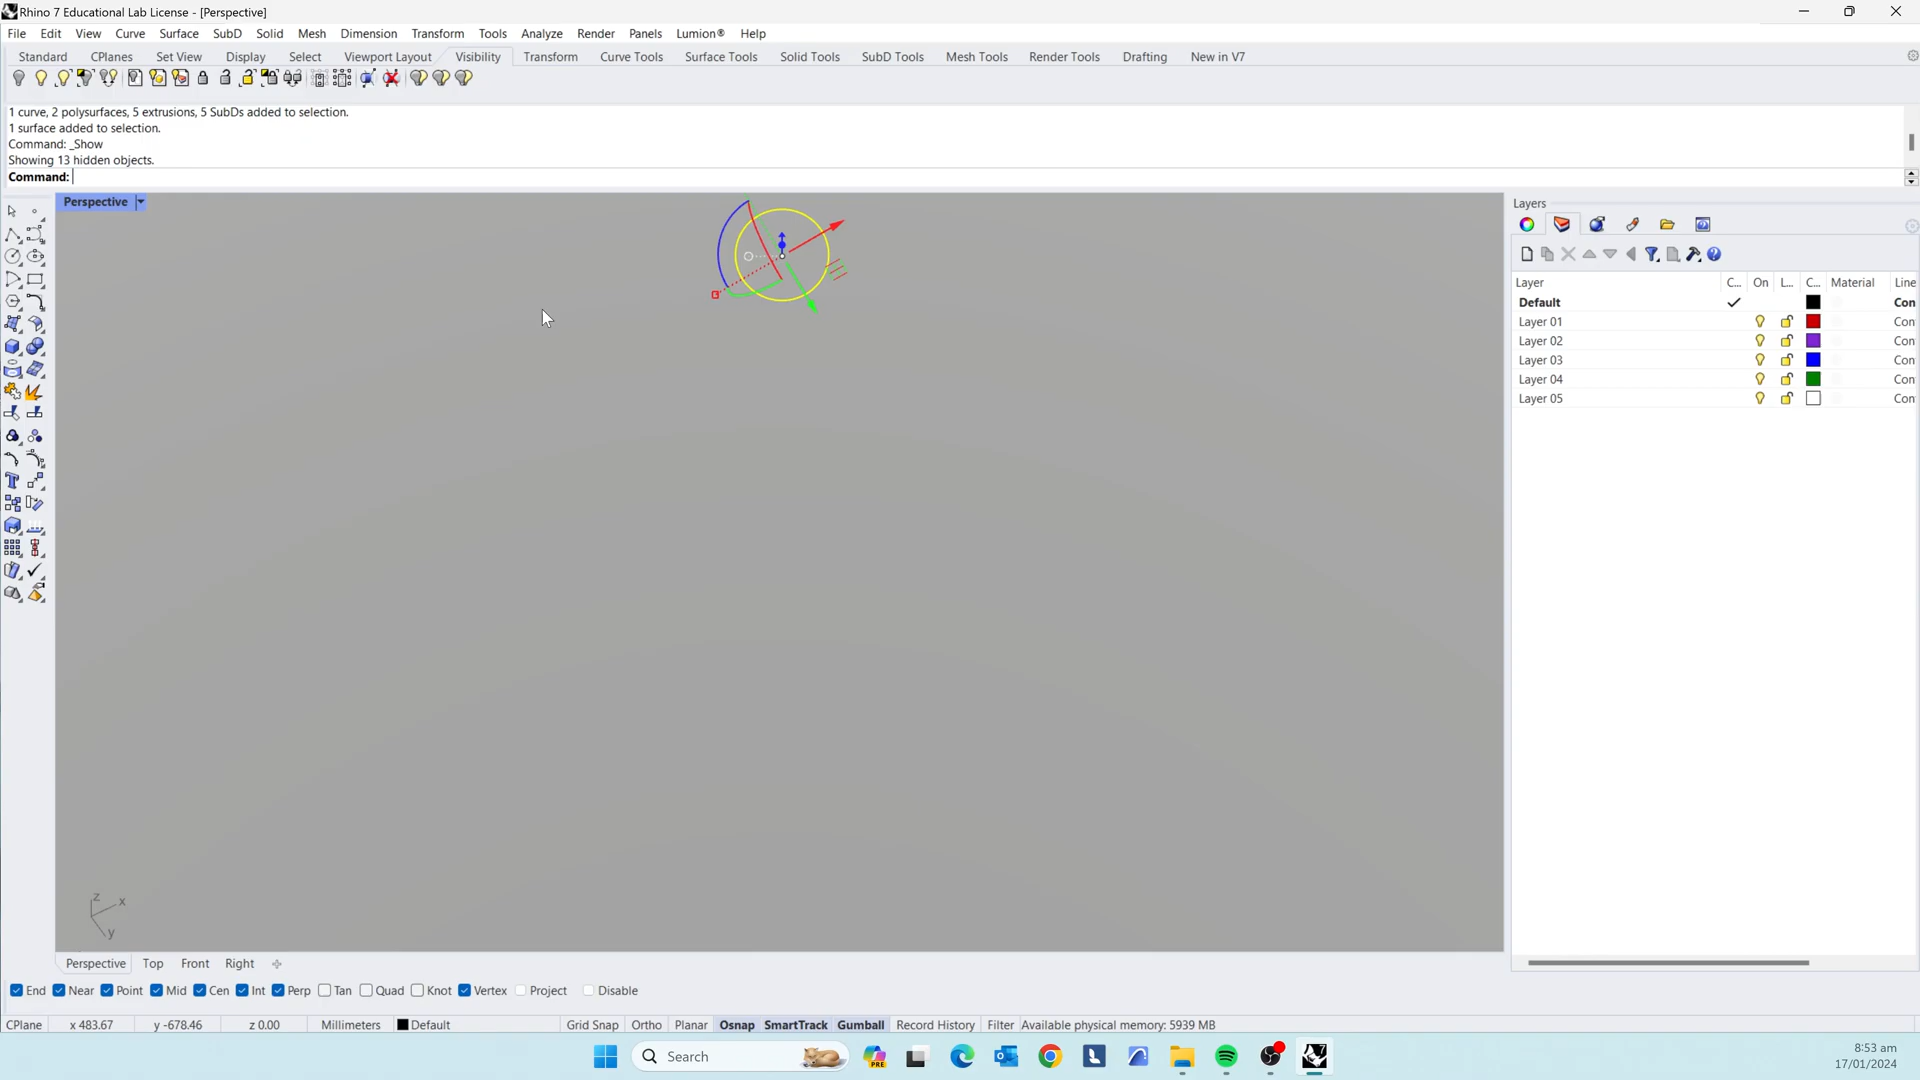 Rhino 7 Educational Lab License - [Perspective]
File Edit View Curve Surface SubD Solid Mesh Dimension Transform Tools Analyze Render Panels Lumion® Help
Standard CPlanes Set View Display Select Viewport Layout Visibility Transform Curve Tools Surface Tools Solid Tools SubD Tools Mesh Tools Render Tools Drafting New in V7
1 curve, 2 polysurfaces, 5 extrusions, 5 SubDs added to selection.
1 surface added to selection.
Command: _Show
Showing 13 hidden objects.
Command:
Perspective
Layers
Layer C... On L... C... Material Line
Default Con
Layer 01 Con
Layer 02 Con
Layer 03 Con
Layer 04 Con
Layer 05 Con
z
x
y
Perspective Top Front Right
End Near Point Mid Cen Int Perp Tan Quad Knot Vertex Project Disable
CPlane x 483.67 y -678.46 z 0.00 Millimeters Default Grid Snap Ortho Planar Osnap SmartTrack Gumball Record History Filter Available physical memory: 5939 MB
Search
PRE
8:53 am
17/01/2024